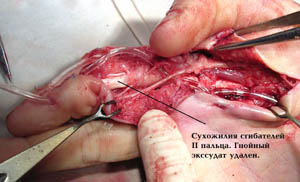 Сухожилия сгибателей
II пальца. Гнойный
экссудат удален.